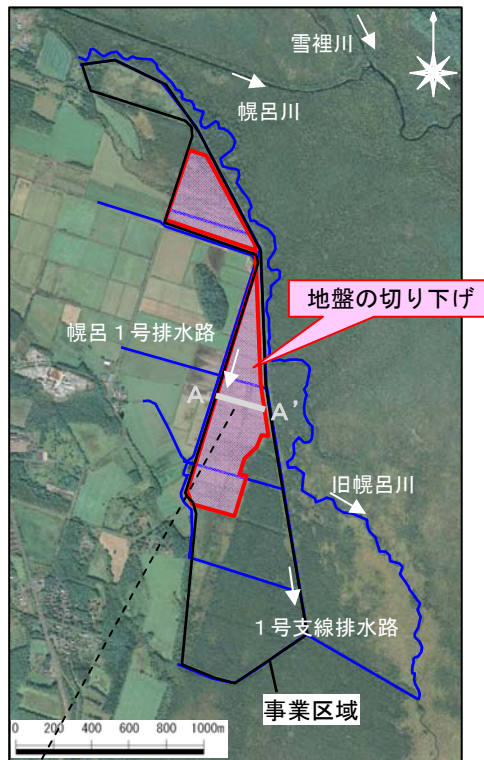 雪裡川
幌呂川
地盤の切り下げ
幌呂1号排水路
A
A'
旧幌呂川
1号支線排水路
事業区域
0 200 400 600 800 1000m